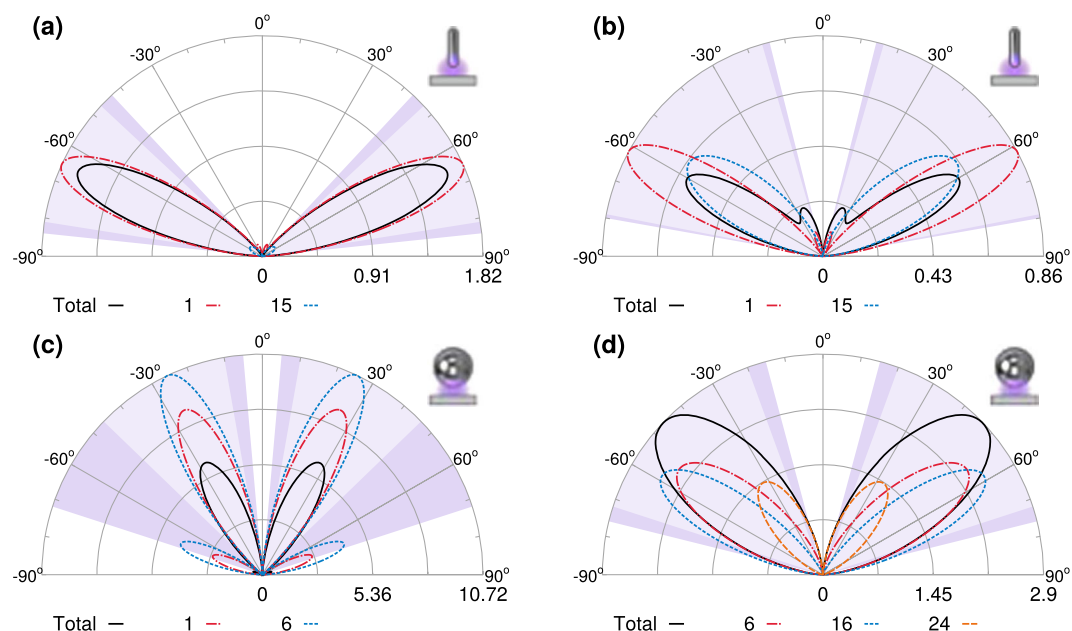 (a) 0° (b) 0°
-30° 30° -30° 30°
-60° 60° -60° 60°
-90° 90° -90° 90°
0 0.91 1.82 0 0.43 0.86
Total 1 15 Total 1 15
(c) 0° (d) 0°
-30° 30° -30° 30°
-60° 60° -60° 60°
-90° 90° -90° 90°
0 5.36 10.72 0 1.45 2.9
Total 1 6 Total 6 16 24